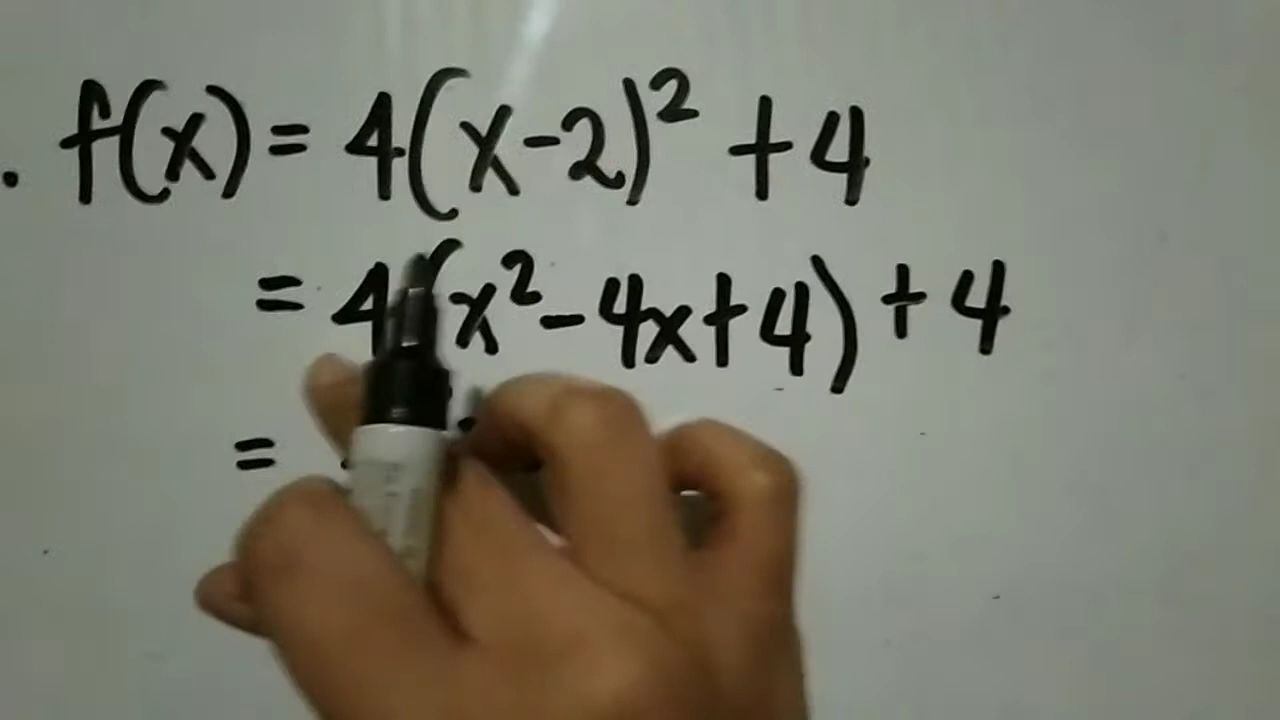 . f(x) = 4(x-2)² + 4
= 4(x² - 4x + 4) + 4
=